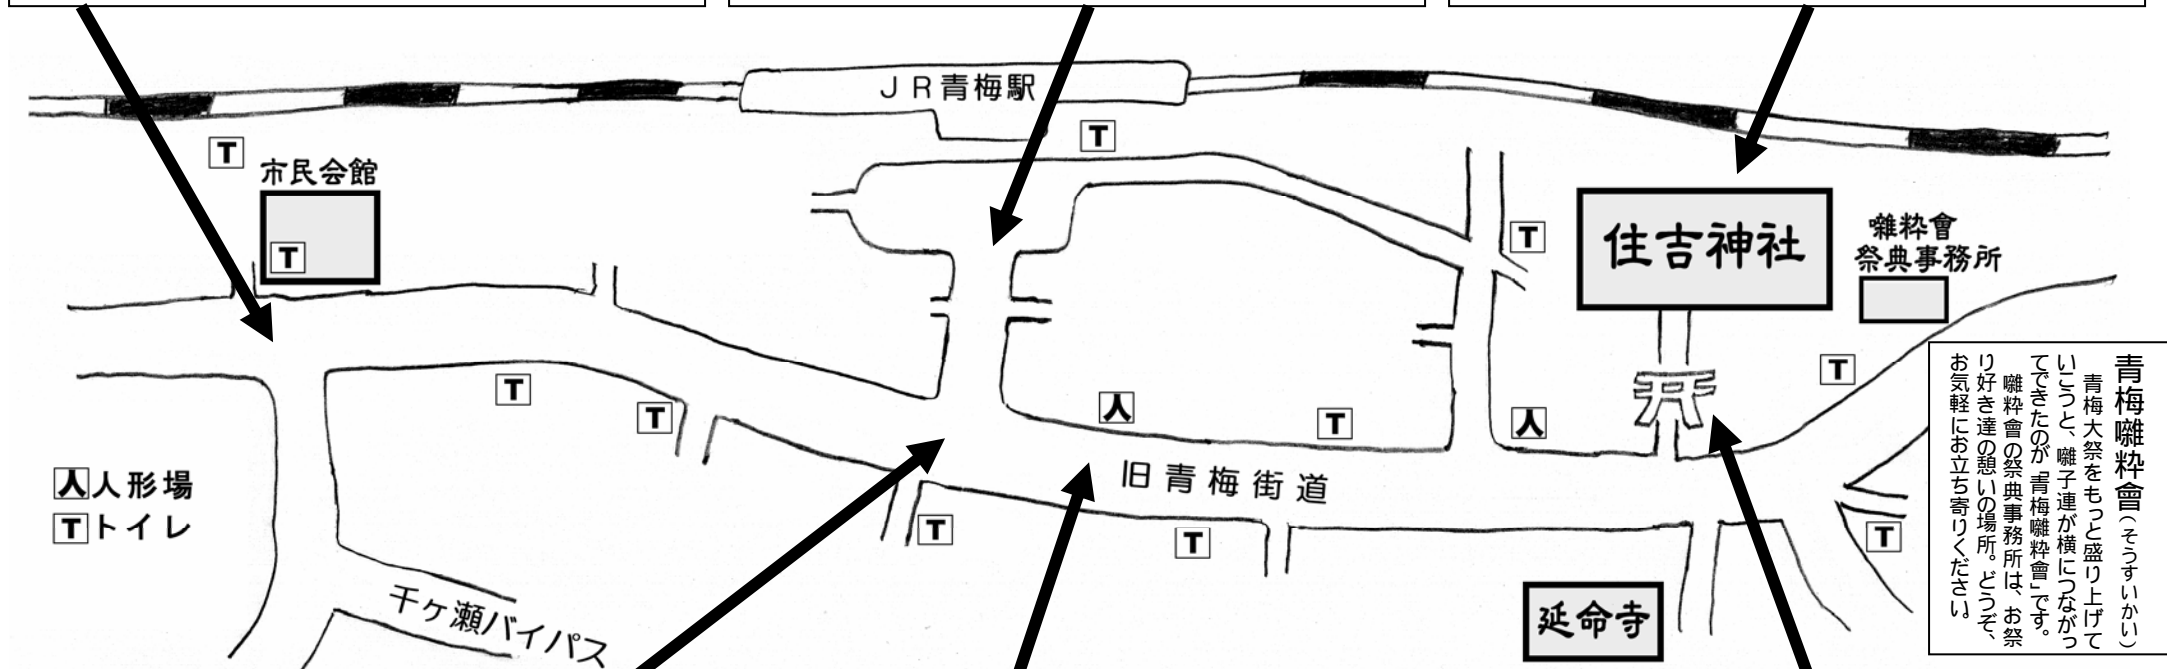 JR青梅駅
T
T
市民会館
T
T
住吉神社
囃粋會
祭典事務所
T
T
T
人
T
人
人人形場
Tトイレ
旧青梅街道
T
T
T
千ヶ瀬バイパス
延命寺
青梅囃粋會(そうすいかい)
青梅大祭をもっと盛り上げて
いこうと、囃子連が横につながっ
てできたのが「青梅囃粋會」です。
囃粋會の祭典事務所は、お祭
り好き達の憩いの場所。どうぞ、
お気軽にお立ち寄りください。